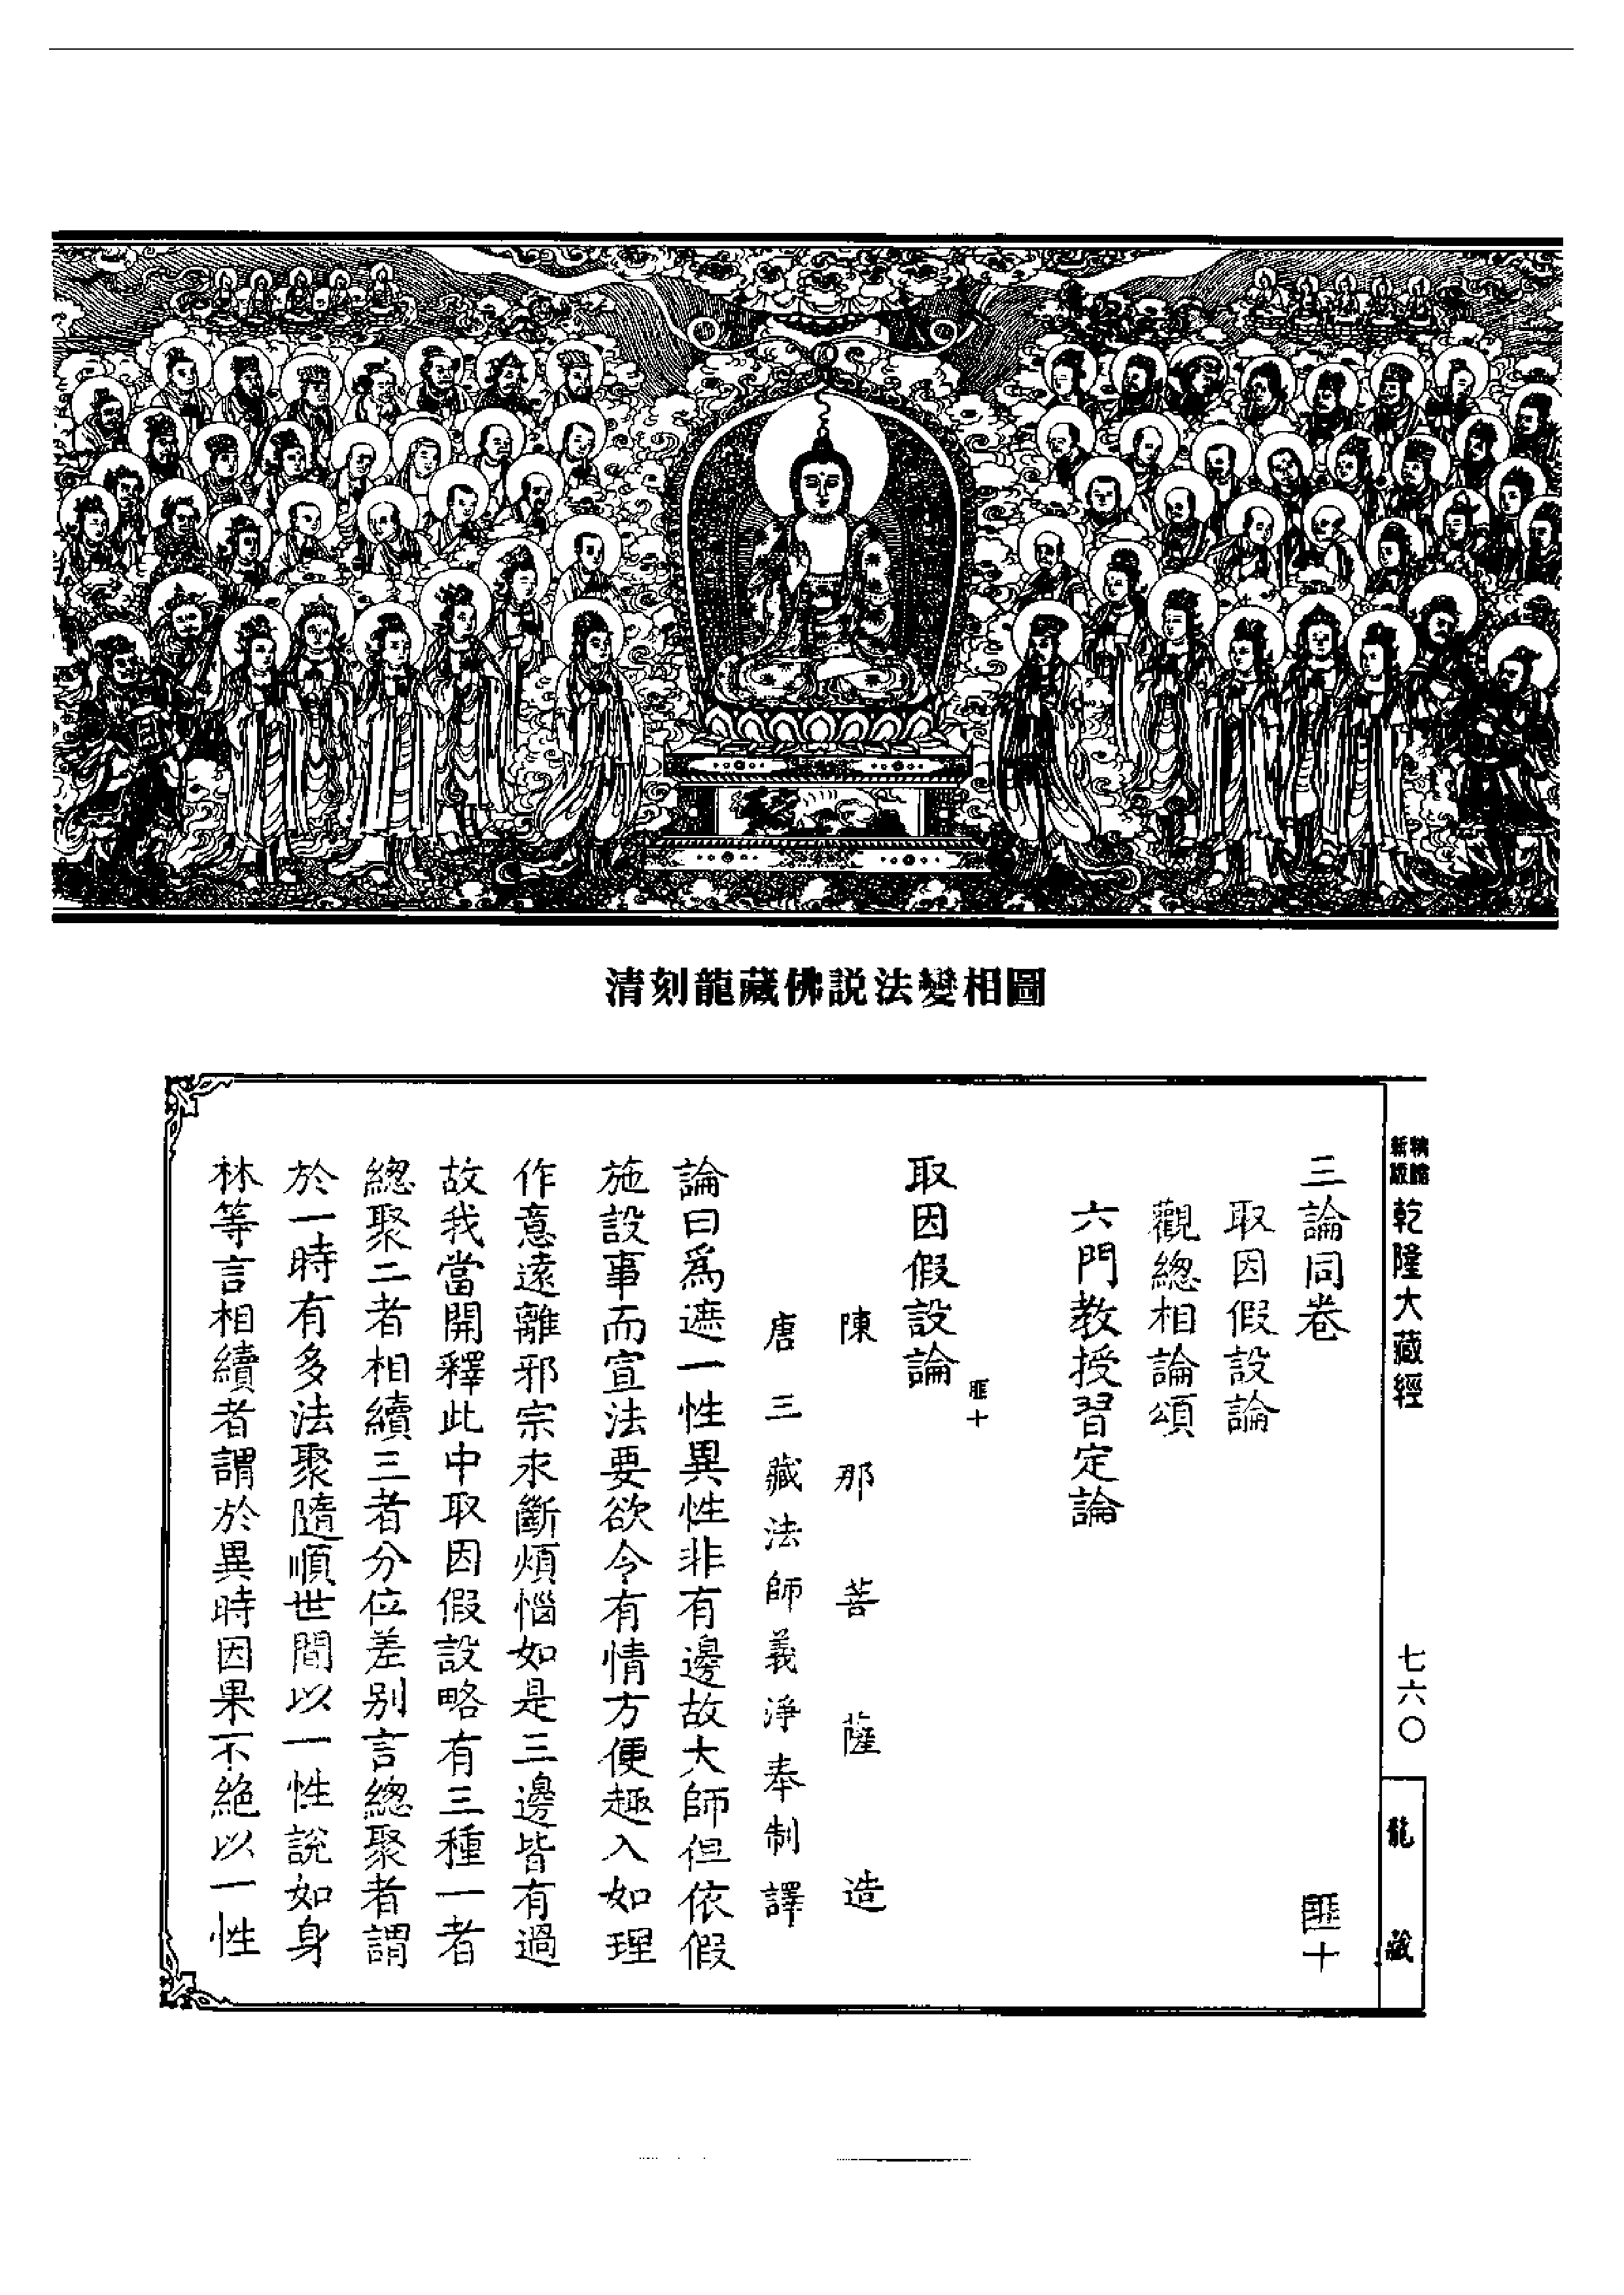 清刻龍藏佛説法變相圖
新版
精縮
乾隆大藏經
七六〇
龍藏
三論同卷 匪十
取因假設論
觀總相論頌
六門教授習定論
取因假設論 匪十
陳那菩薩造
唐三藏法師義淨奉制譯
論曰爲遮一性異性非有邊故大師但依假
施設事而宣法要欲令有情方便趣入如理
作意遠離邪宗永斷煩惱如是三邊皆有過
故我當開釋此中取因假設略有三種一者
總聚二者相續三者分位差别言總聚者謂
於一時有多法聚隨順世間以一性說如身
林等言相續者謂於異時因果不絶以一性